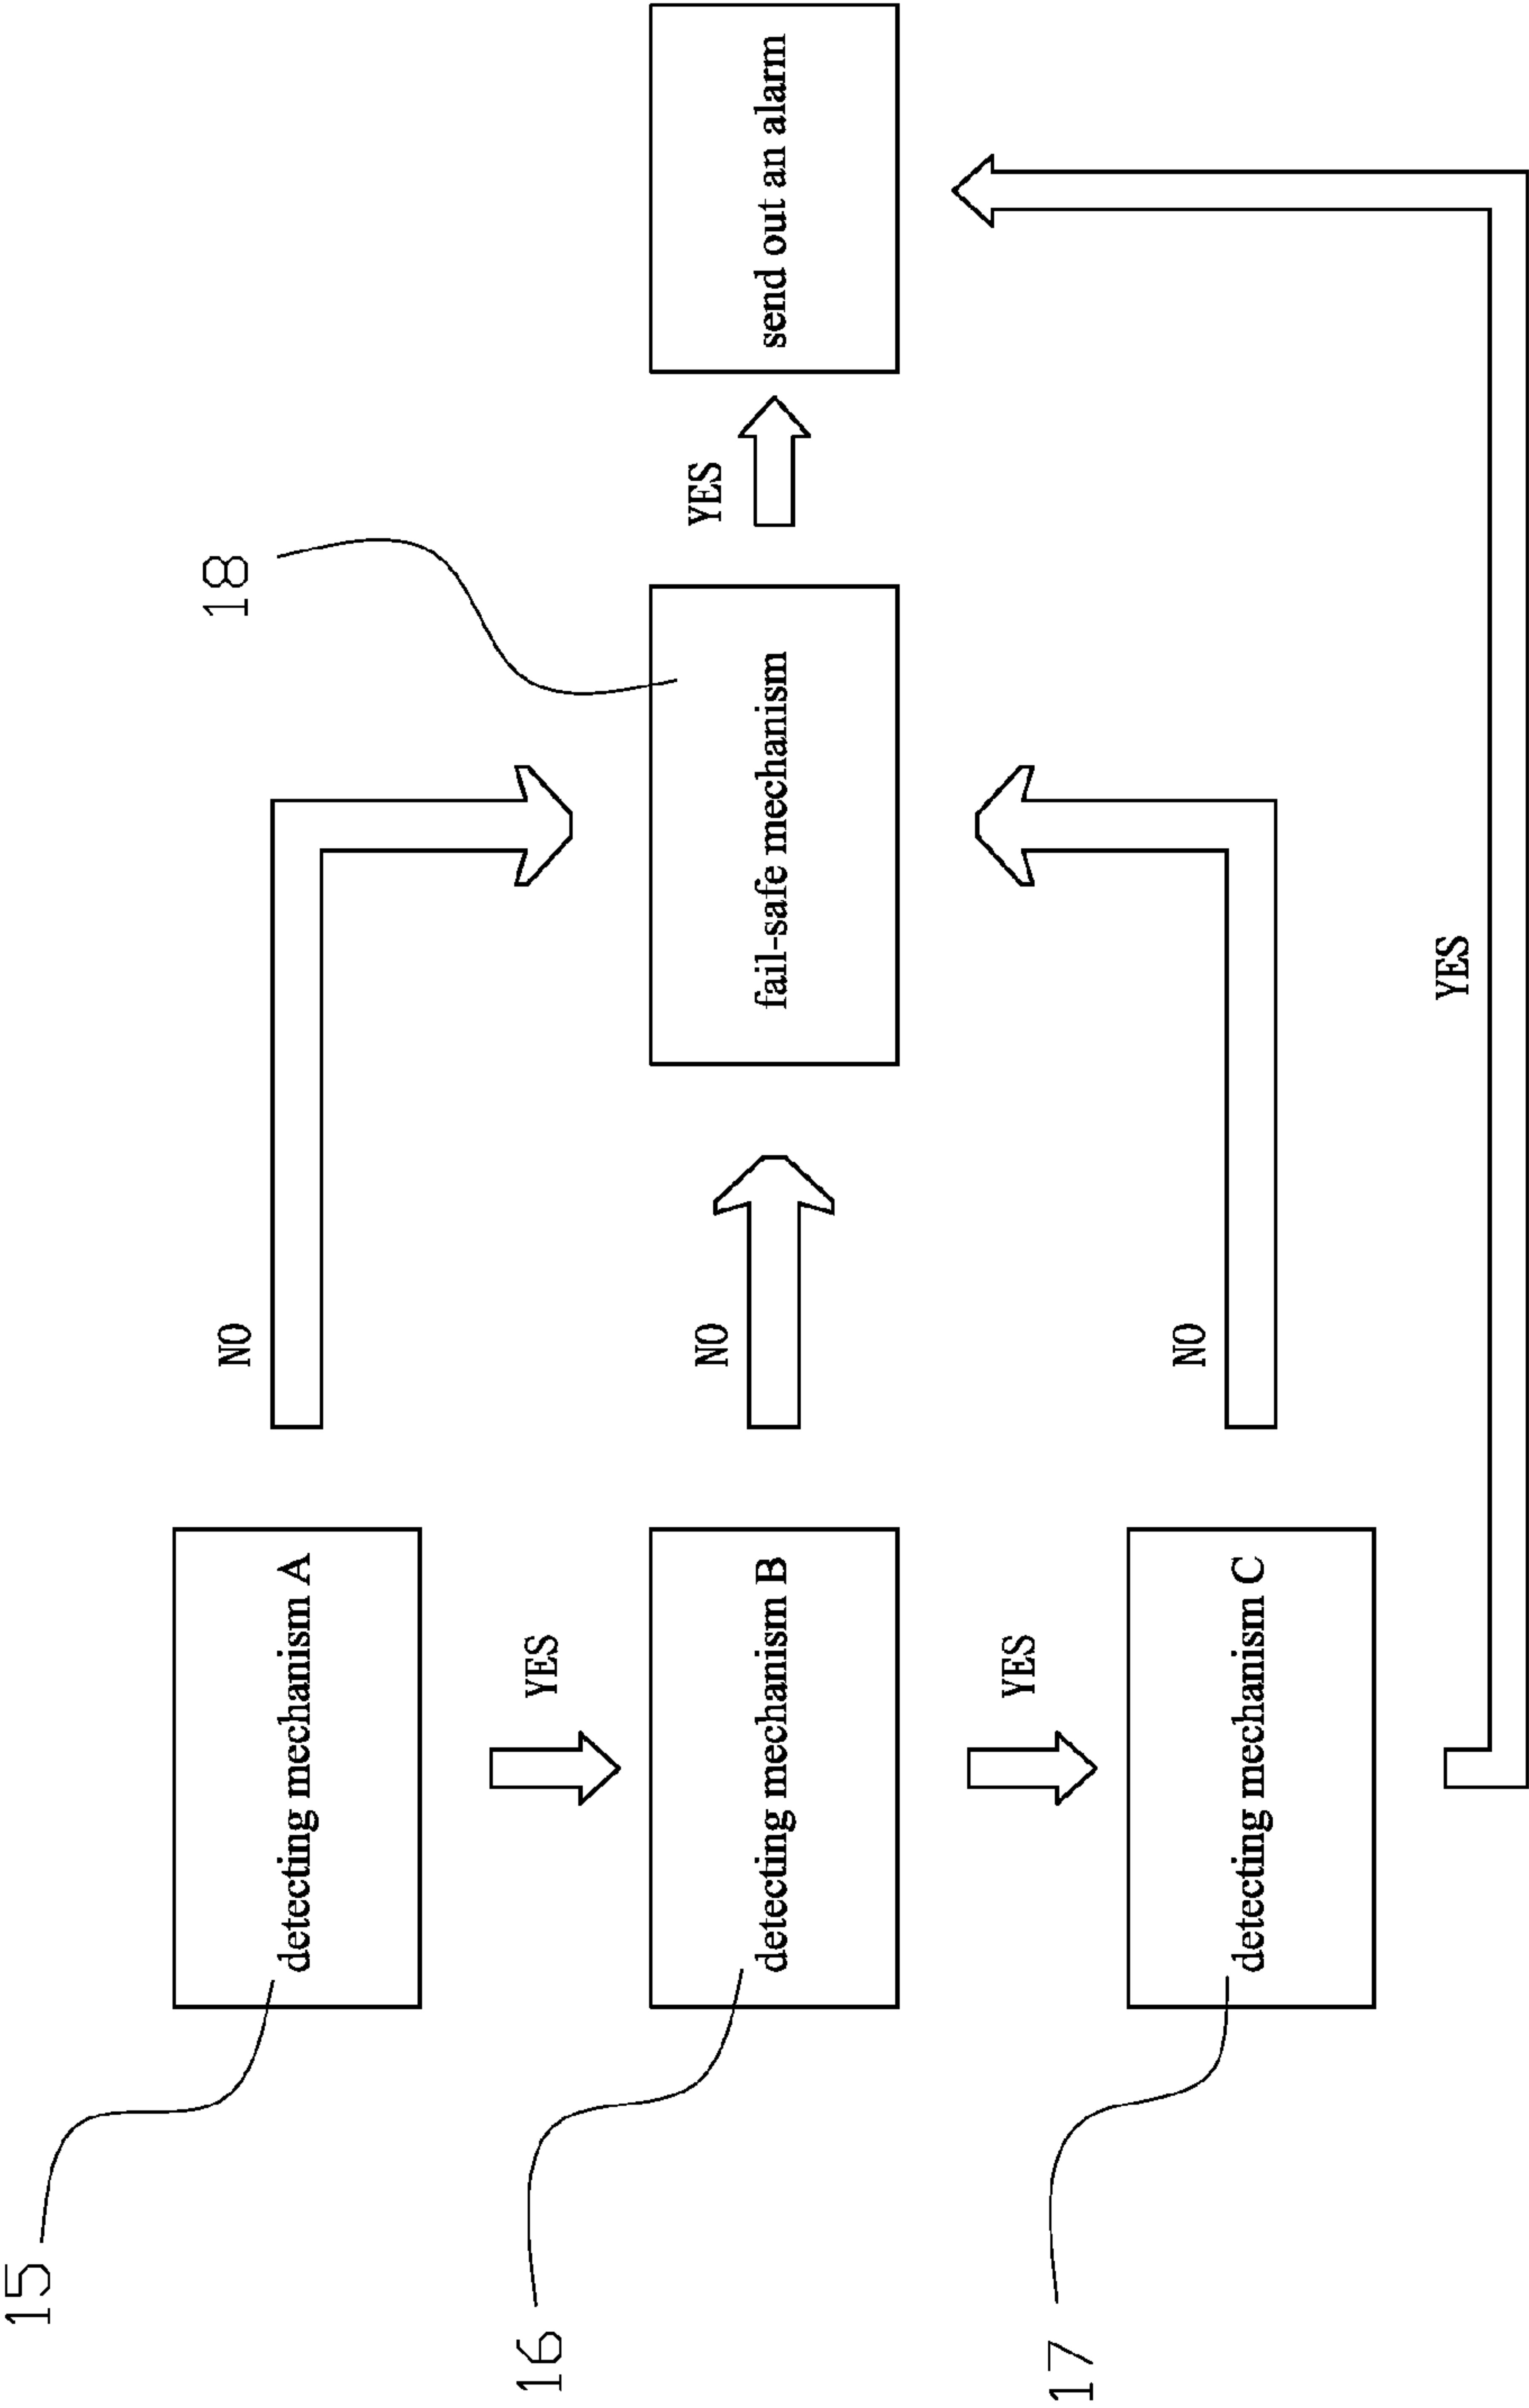 15
detecting mechanism A
NO
YES
16
detecting mechanism B
NO
fail-safe mechanism
18
YES
send out an alarm
YES
17
detecting mechanism C
NO
YES